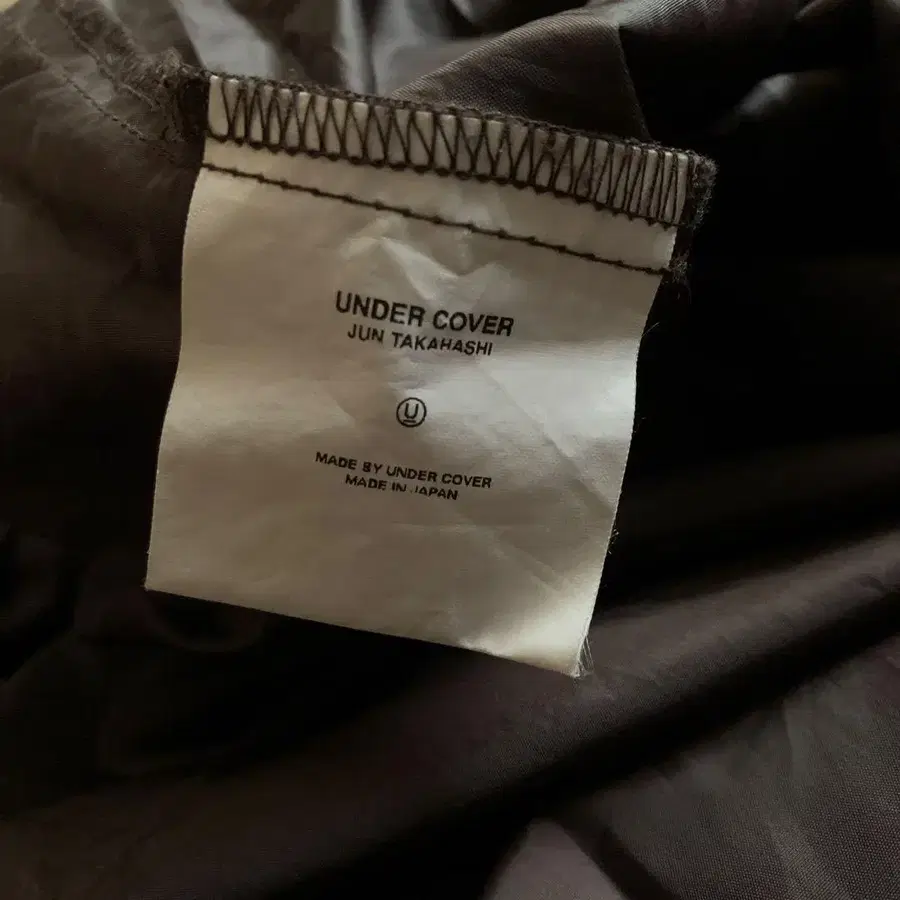 UNDER COVER
JUN TAKAHASHI
U
MADE BY UNDER COVER
MADE IN JAPAN